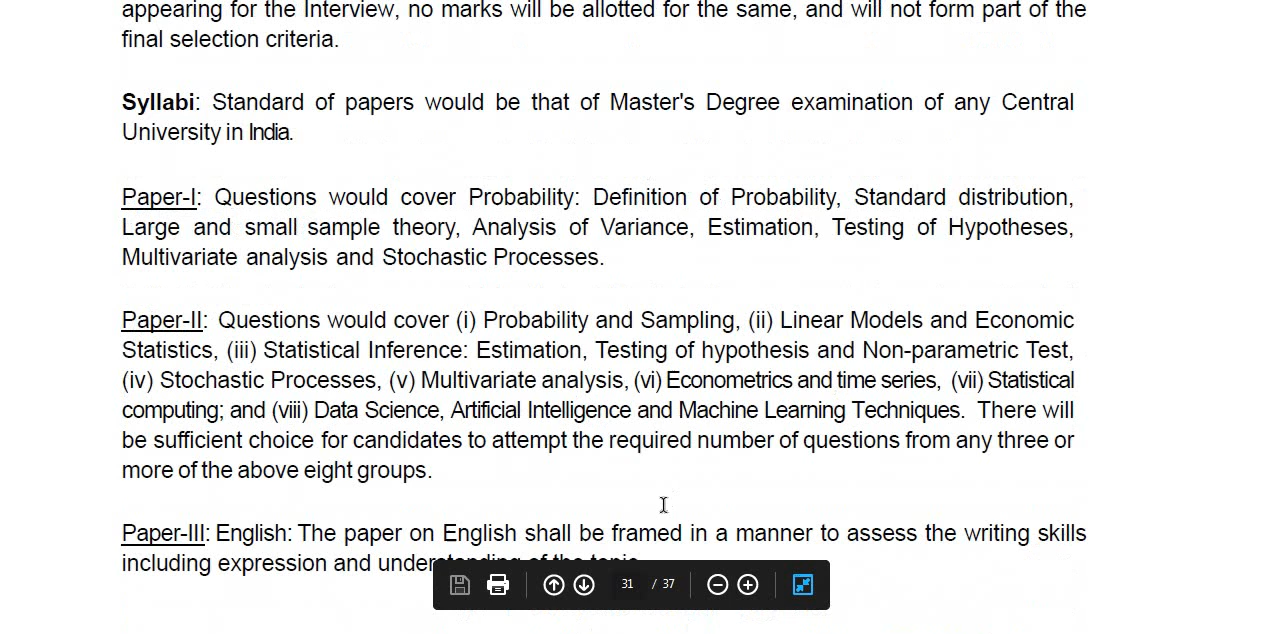 appearing for the Interview, no marks will be allotted for the same, and will not form part of the
final selection criteria.
Syllabi: Standard of papers would be that of Master's Degree examination of any Central
University in India.
Paper-I: Questions would cover Probability: Definition of Probability, Standard distribution,
Large and small sample theory, Analysis of Variance, Estimation, Testing of Hypotheses,
Multivariate analysis and Stochastic Processes.
Paper-II: Questions would cover (i) Probability and Sampling, (ii) Linear Models and Economic
Statistics, (iii) Statistical Inference: Estimation, Testing of hypothesis and Non-parametric Test,
(iv) Stochastic Processes, (v) Multivariate analysis, (vi) Econometrics and time series, (vii) Statistical
computing; and (viii) Data Science, Artificial Intelligence and Machine Learning Techniques. There will
be sufficient choice for candidates to attempt the required number of questions from any three or
more of the above eight groups.
Paper-III: English: The paper on English shall be framed in a manner to assess the writing skills
including expression and understanding of the topic
31 / 37